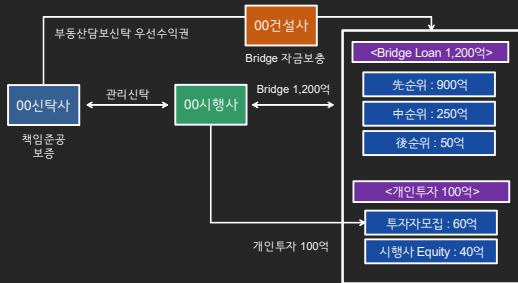 00건설사
부동산담보신탁 우선수익권
Bridge 자금보충
<Bridge Loan 1,200억>
先순위 : 900억
中순위 : 250억
後순위 : 50억
00신탁사
관리신탁
00시행사
Bridge 1,200억
책임준공
보증
<개인투자 100억>
투자자모집 : 60억
시행사 Equity : 40억
개인투자 100억